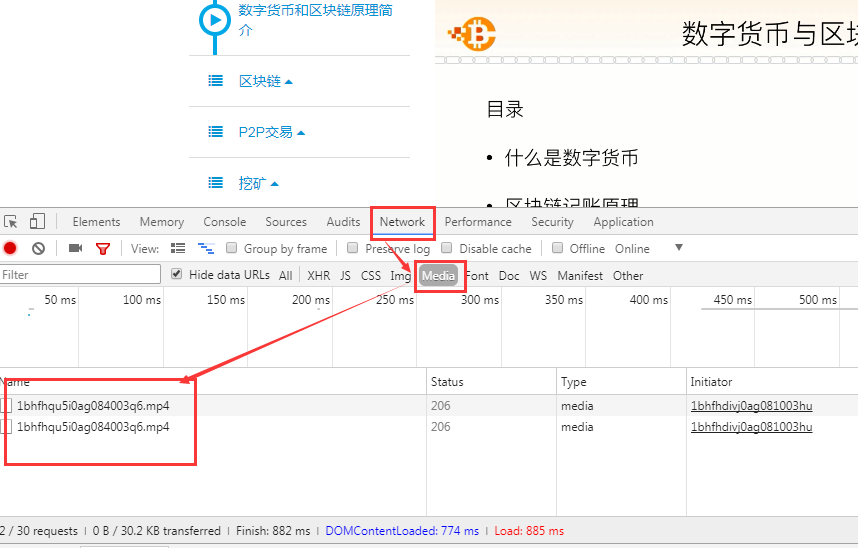 数字货币和区块链原理简
介
区块链
P2P交易
挖矿
数字货币与区块
目录
• 什么是数字货币
• 区块链记账原理
Elements Memory Console Sources Audits Network Performance Security Application
View: Group by frame Preserve log Disable cache Offline Online
Filter Hide data URLs All XHR JS CSS Img Media Font Doc WS Manifest Other
50 ms 100 ms 150 ms 200 ms 250 ms 300 ms 350 ms 400 ms 450 ms 500 ms
Name Status Type Initiator
1bhfhqu5i0ag084003q6.mp4 206 media 1bhfhdivj0ag081003hu
1bhfhqu5i0ag084003q6.mp4 206 media 1bhfhdivj0ag081003hu
2 / 30 requests | 0 B / 30.2 KB transferred | Finish: 882 ms | DOMContentLoaded: 774 ms | Load: 885 ms